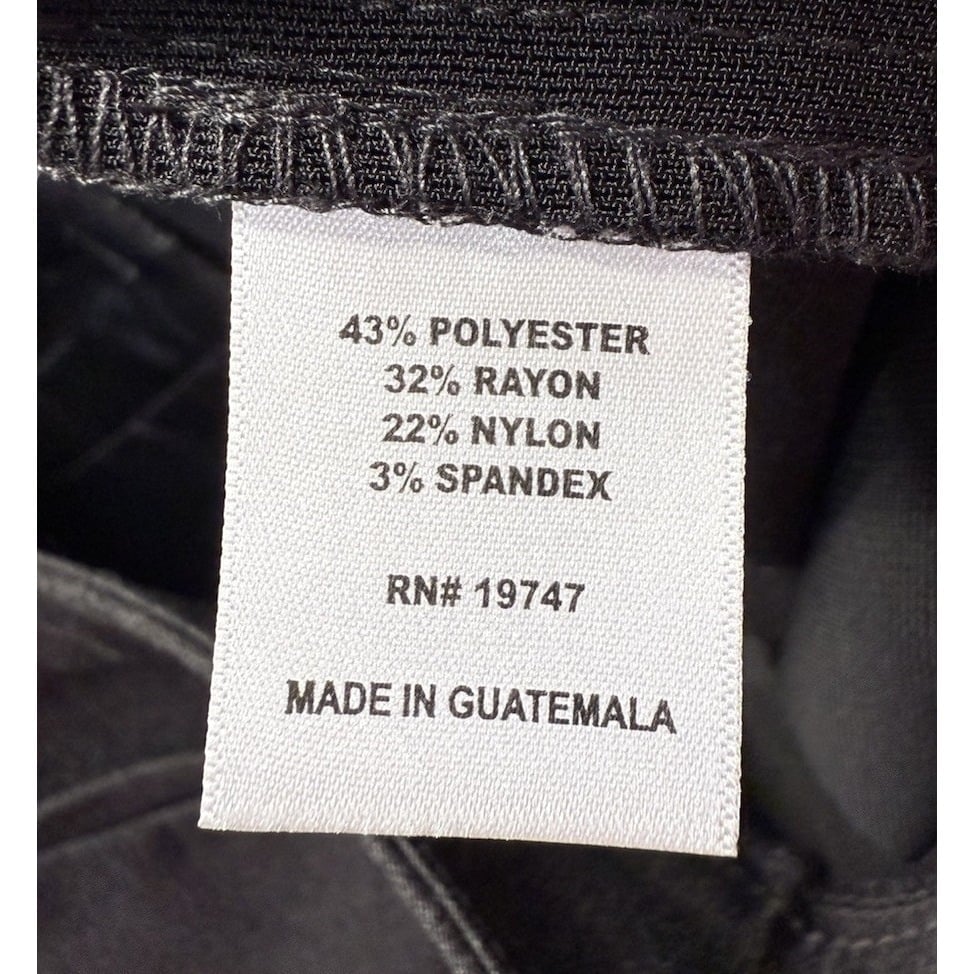 43% POLYESTER
32% RAYON
22% NYLON
3% SPANDEX
RN# 19747
MADE IN GUATEMALA